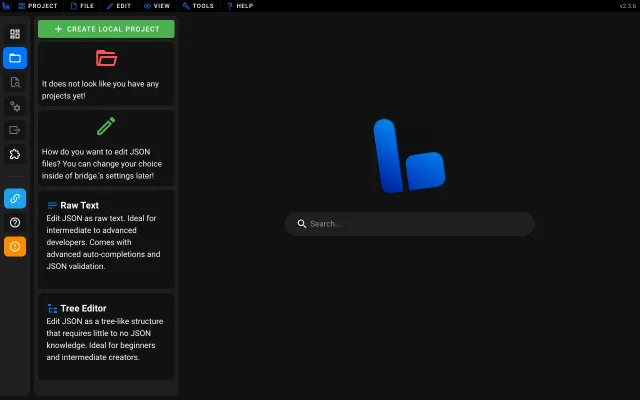 PROJECT FILE EDIT VIEW TOOLS HELP v2.3.6
CREATE LOCAL PROJECT
It does not look like you have any
projects yet!
How do you want to edit JSON
files? You can change your choice
inside of bridge.'s settings later!
Raw Text
Edit JSON as raw text. Ideal for
intermediate to advanced
developers. Comes with
advanced auto-completions and
JSON validation.
Tree Editor
Edit JSON as a tree-like structure
that requires little to no JSON
knowledge. Ideal for beginners
and intermediate creators.
Search...